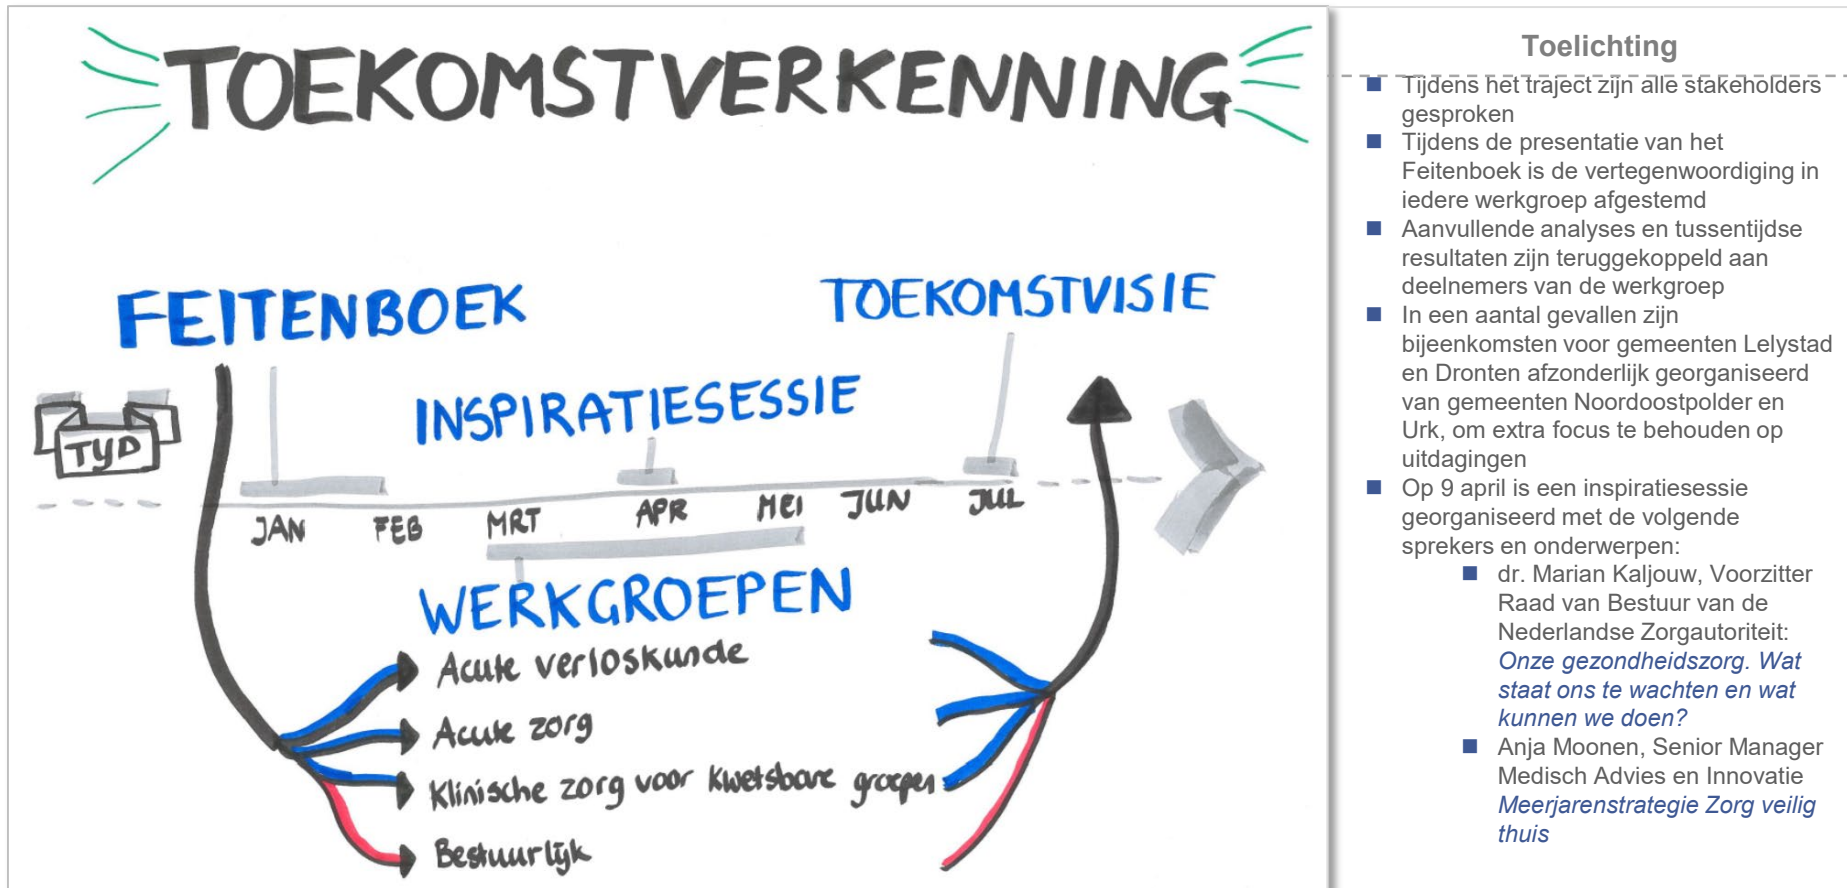 TOEKOMSTVERKENNING
FEITENBOEK
TOEKOMSTVISIE
INSPIRATIESESSIE
TYD
JAN FEB MRT APR MEI JUN JUL
WERKGROEPEN
Acute verloskunde
Acute zorg
Klinische zorg voor kwetsbare groepen
Bestuurlijk
Toelichting
Tijdens het traject zijn alle stakeholders
gesproken
Tijdens de presentatie van het
Feitenboek is de vertegenwoordiging in
iedere werkgroep afgestemd
Aanvullende analyses en tussentijdse
resultaten zijn teruggekoppeld aan
deelnemers van de werkgroep
In een aantal gevallen zijn
bijeenkomsten voor gemeenten Lelystad
en Dronten afzonderlijk georganiseerd
van gemeenten Noordoostpolder en
Urk, om extra focus te behouden op
uitdagingen
Op 9 april is een inspiratiesessie
georganiseerd met de volgende
sprekers en onderwerpen:
dr. Marian Kaljouw, Voorzitter
Raad van Bestuur van de
Nederlandse Zorgautoriteit:
Onze gezondheidszorg. Wat
staat ons te wachten en wat
kunnen we doen?
Anja Moonen, Senior Manager
Medisch Advies en Innovatie
Meerjarenstrategie Zorg veilig
thuis